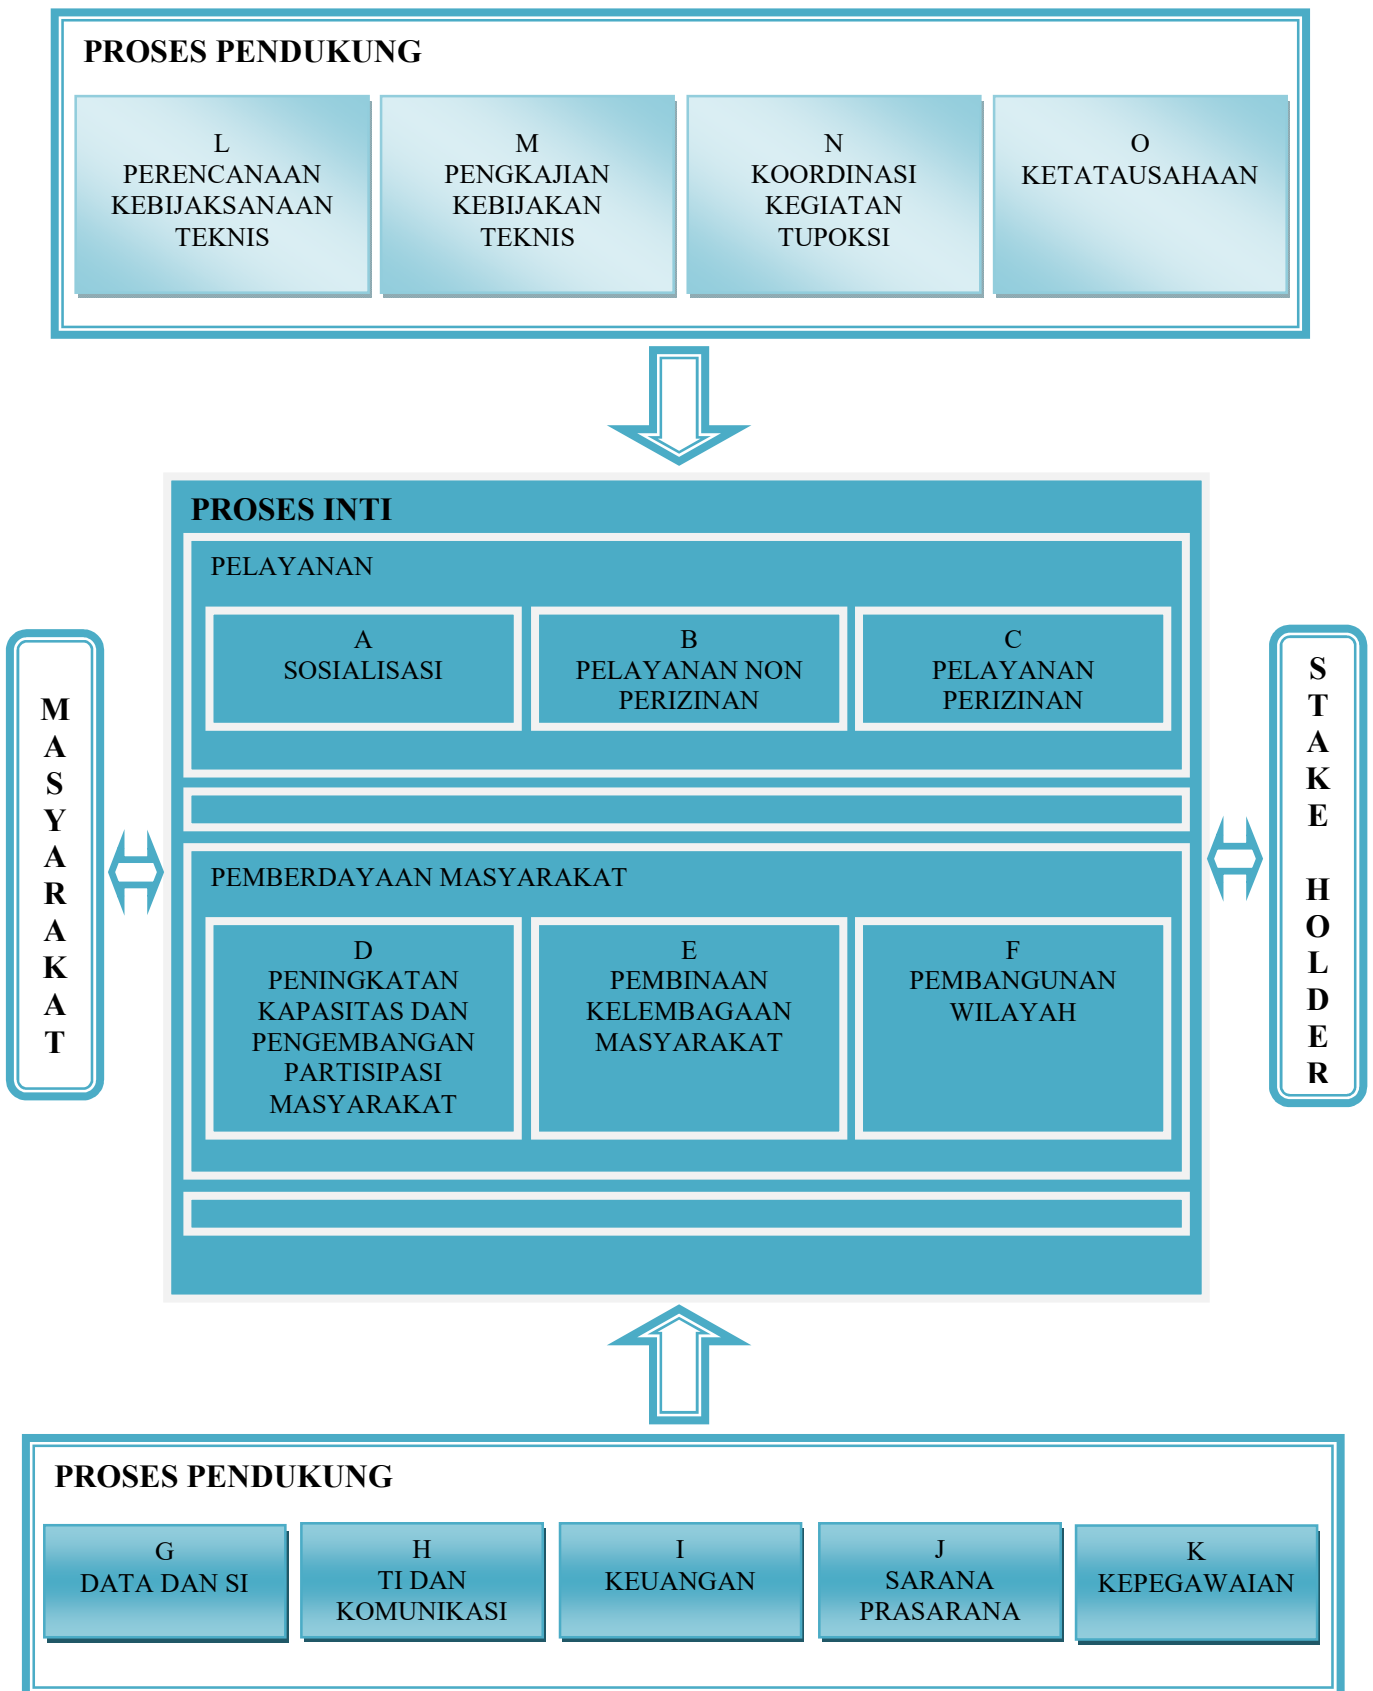 PROSES PENDUKUNG
L
PERENCANAAN
KEBIJAKSANAAN
TEKNIS
M
PENGKAJIAN
KEBIJAKAN
TEKNIS
N
KOORDINASI
KEGIATAN
TUPOKSI
O
KETATAUSAHAAN
PROSES INTI
PELAYANAN
A
SOSIALISASI
B
PELAYANAN NON
PERIZINAN
C
PELAYANAN
PERIZINAN
M
A
S
Y
A
R
A
K
A
T
S
T
A
K
E
H
O
L
D
E
R
PEMBERDAYAAN MASYARAKAT
D
PENINGKATAN
KAPASITAS DAN
PENGEMBANGAN
PARTISIPASI
MASYARAKAT
E
PEMBINAAN
KELEMBAGAAN
MASYARAKAT
F
PEMBANGUNAN
WILAYAH
PROSES PENDUKUNG
G
DATA DAN SI
H
TI DAN
KOMUNIKASI
I
KEUANGAN
J
SARANA
PRASARANA
K
KEPEGAWAIAN